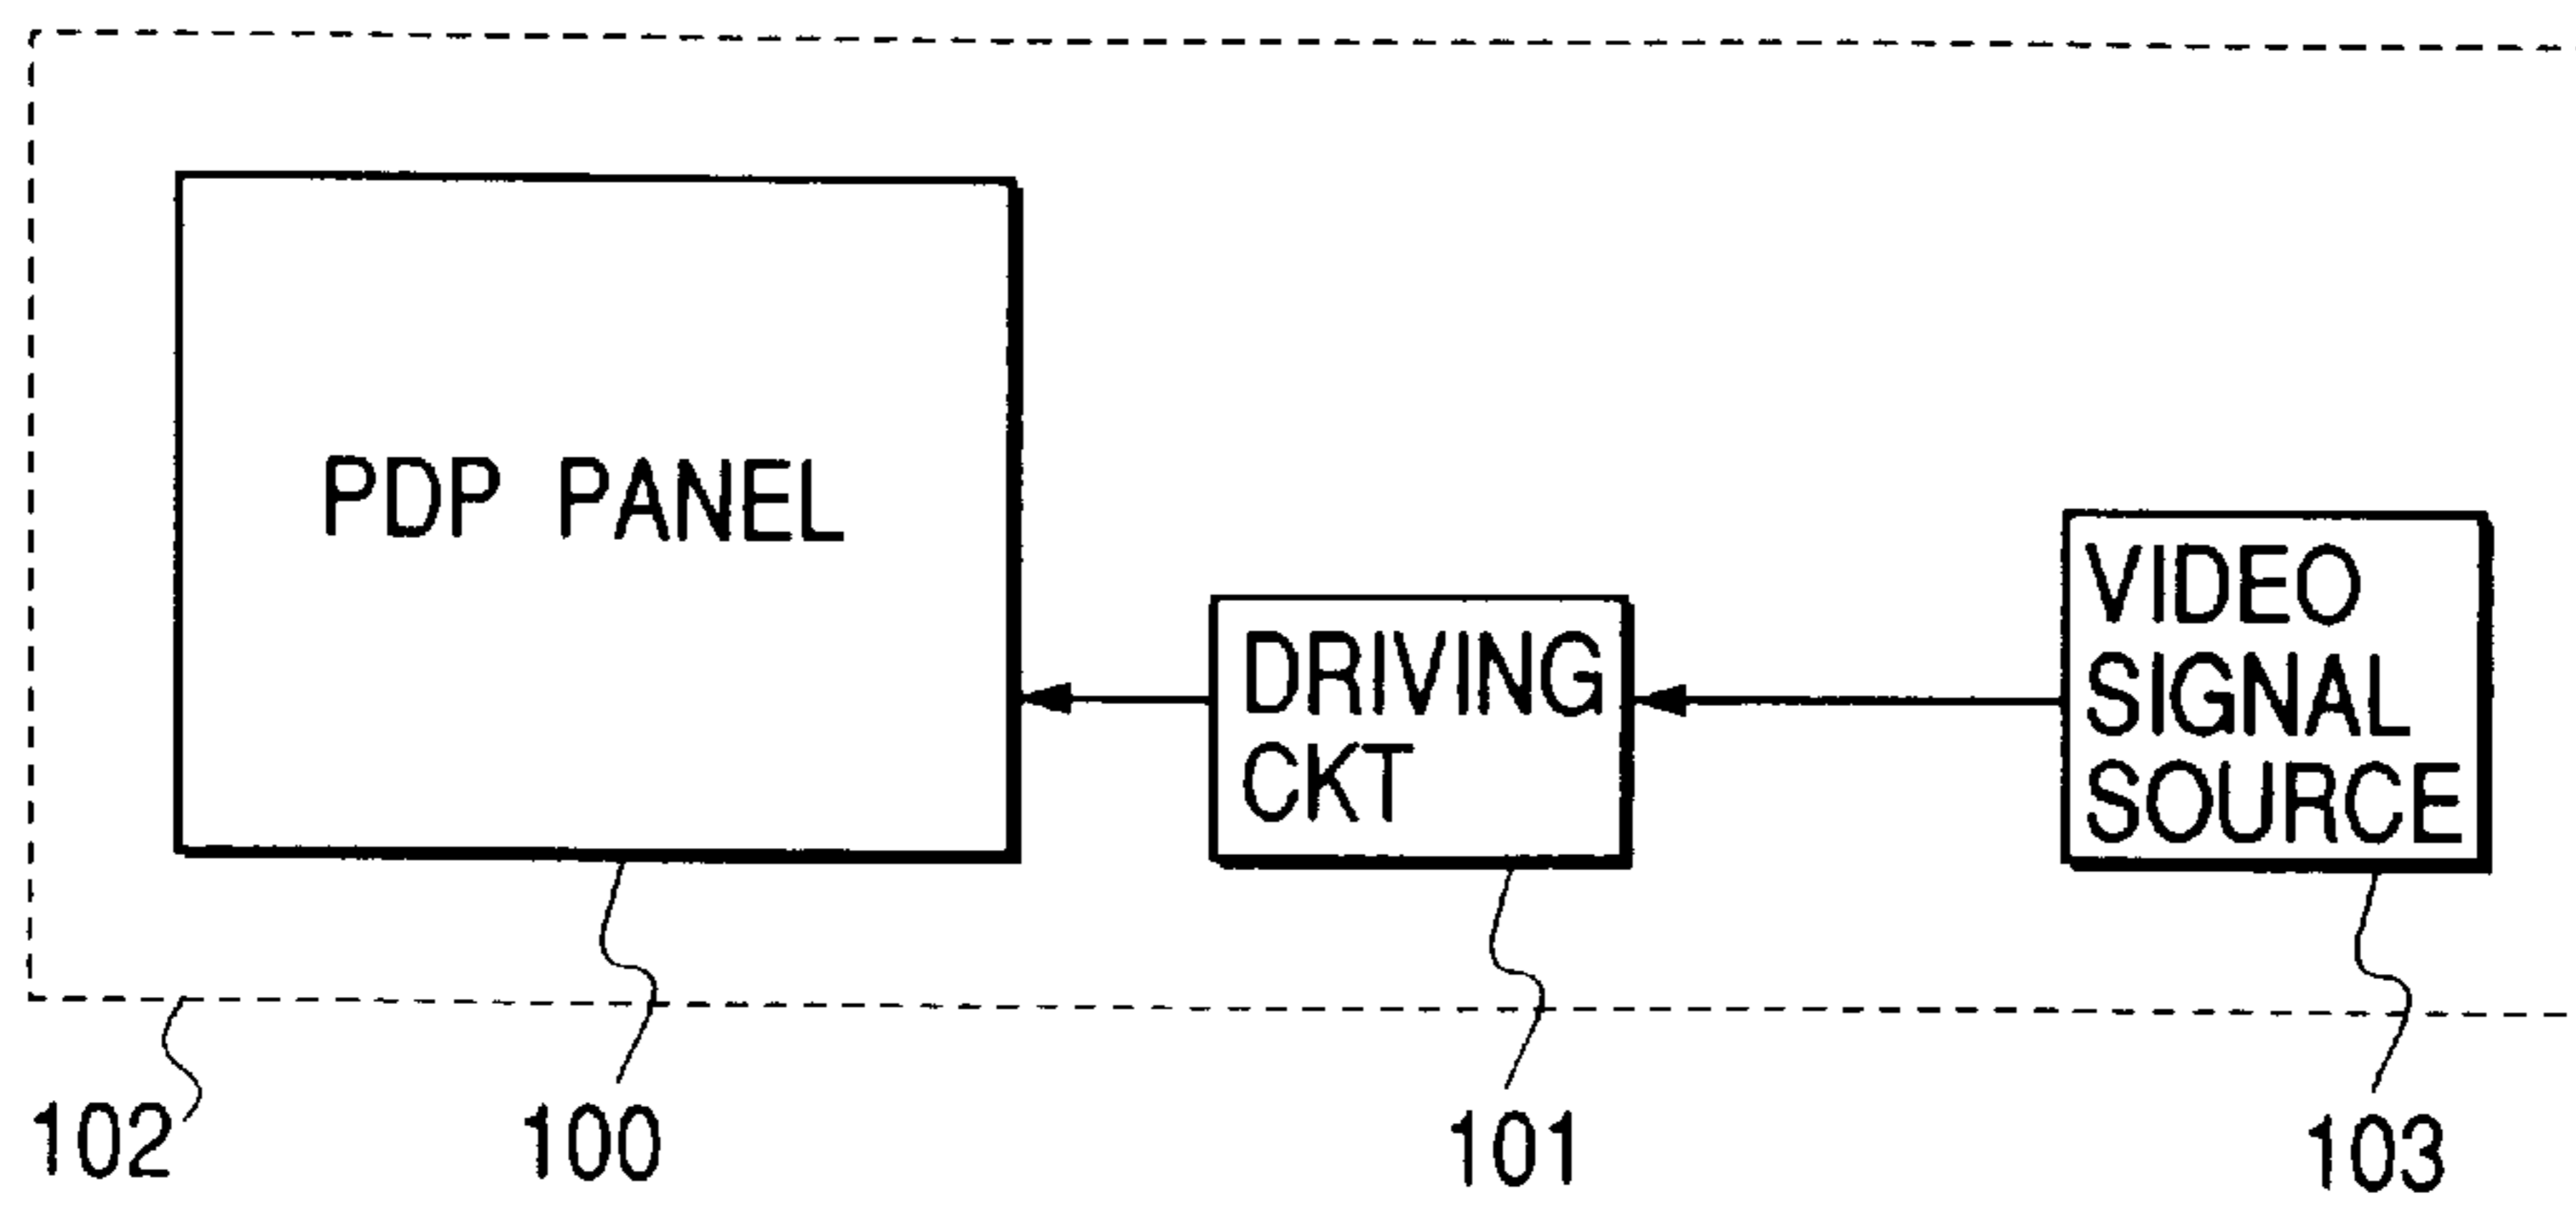 PDP PANEL
DRIVING
CKT
VIDEO
SIGNAL
SOURCE
102
100
101
103